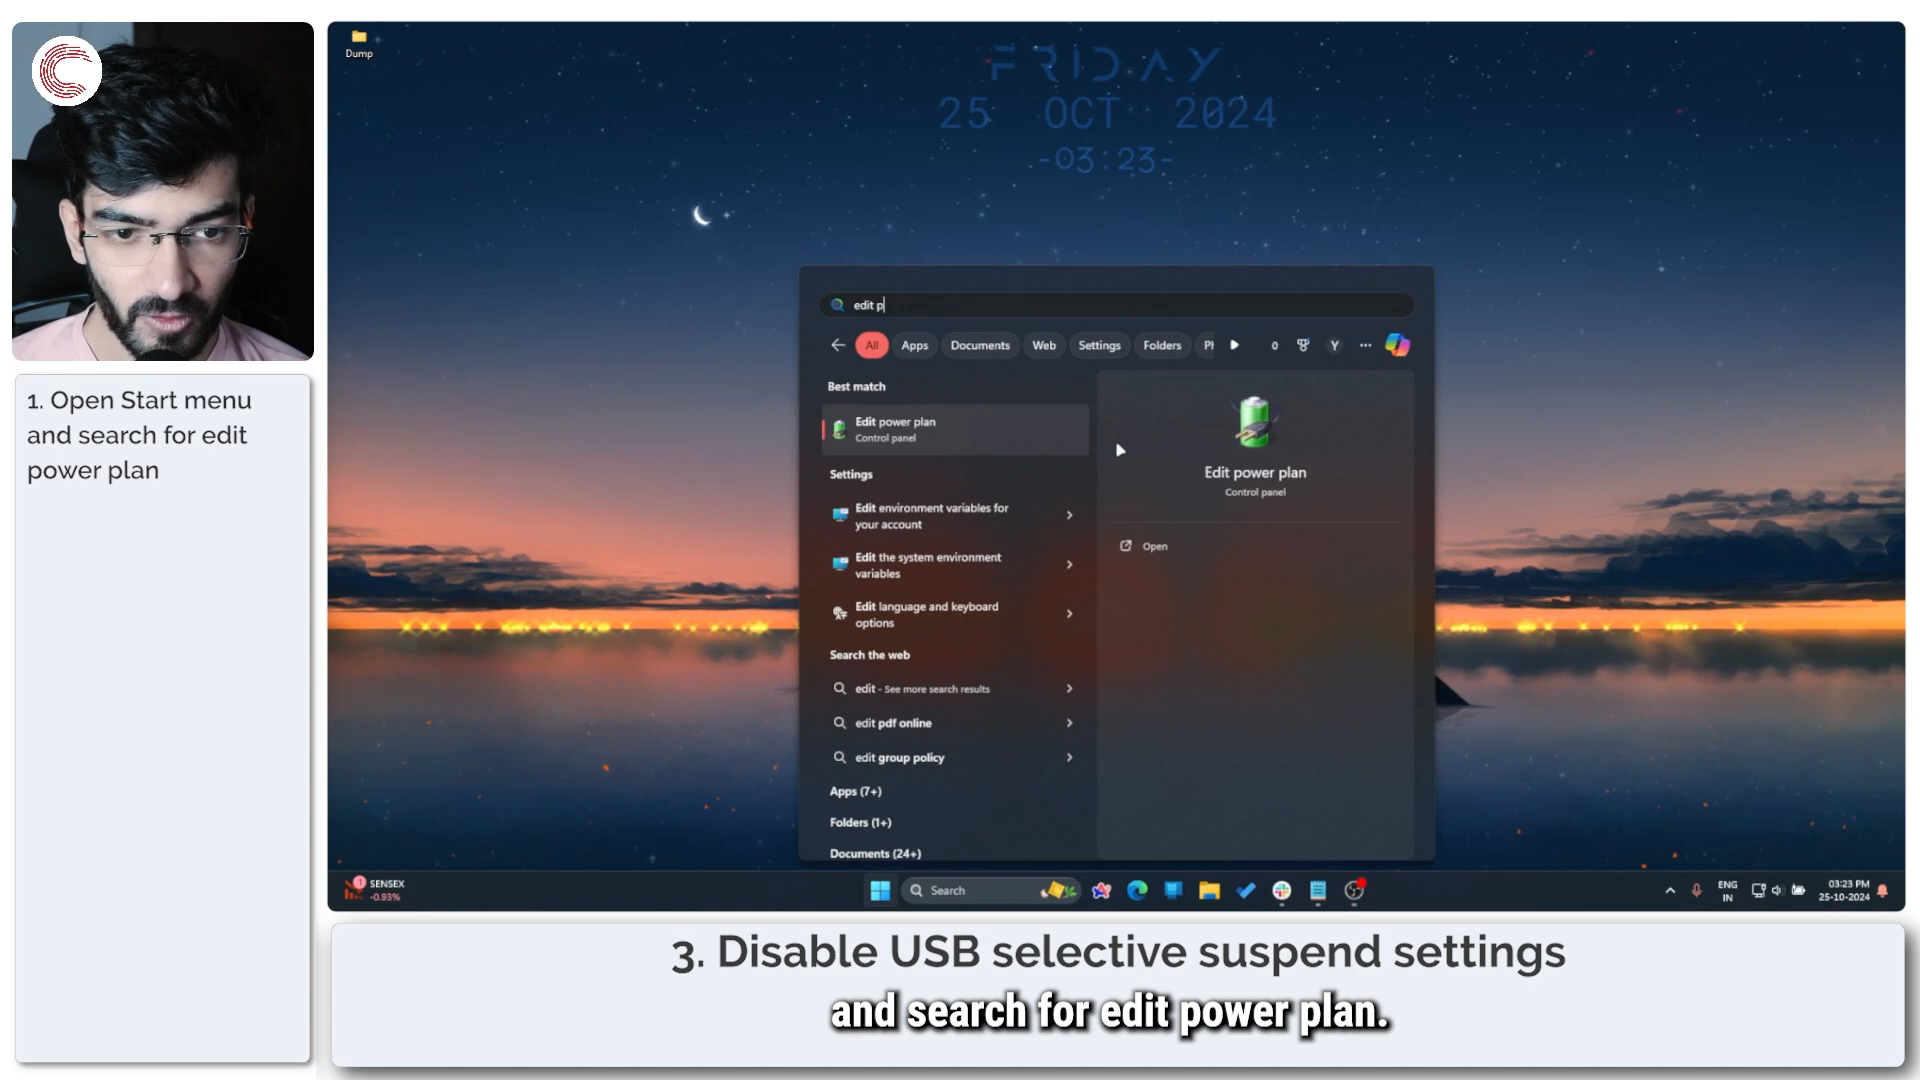 1. Open Start menu
and search for edit
power plan
Dump
FRIDAY
25 OCT 2024
-03:23-
edit p
All
Apps
Documents
Web
Settings
Folders
0
Y
Best match
Edit power plan
Control panel
Settings
Edit environment variables for
your account
Edit the system environment
variables
Edit language and keyboard
options
Search the web
edit - See more search results
edit pdf online
edit group policy
Apps (7+)
Folders (1+)
Documents (24+)
Edit power plan
Control panel
Open
1
SENSEX
-0.93%
Search
ENG
IN
03:23 PM
25-10-2024
3. Disable USB selective suspend settings
and search for edit power plan.